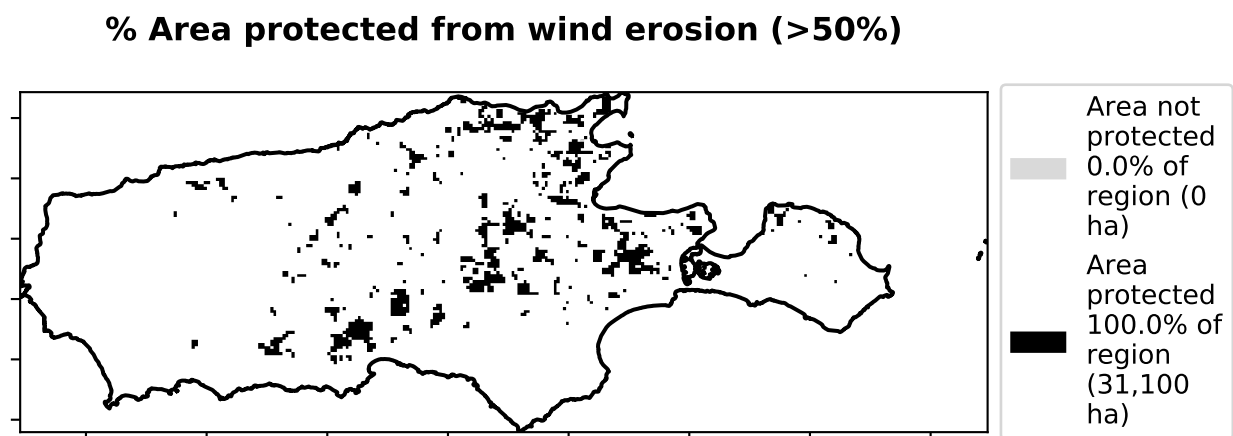 % Area protected from wind erosion (>50%)
Area not
protected
0.0% of
region (0
ha)
Area
protected
100.0% of
region
(31,100
ha)